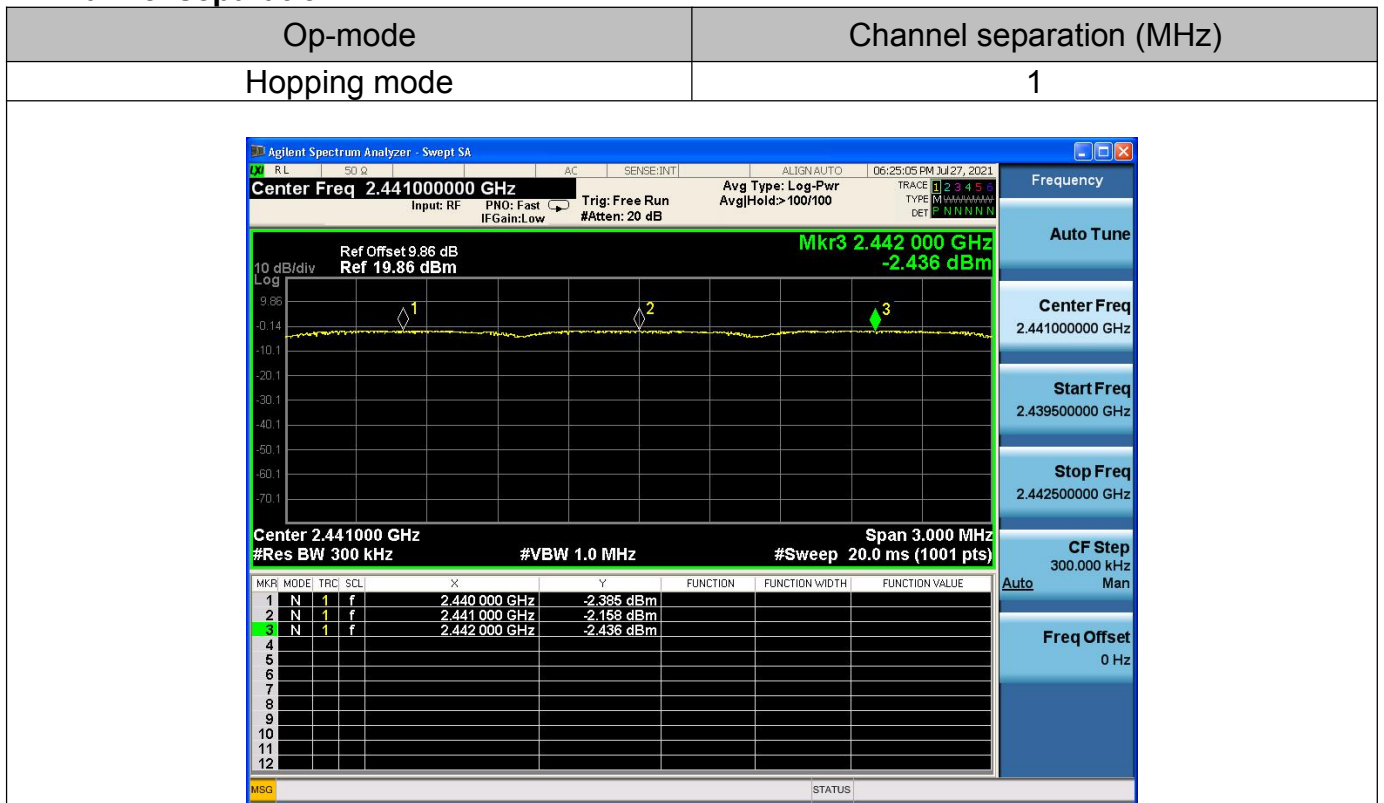 Op-mode Channel separation (MHz)
Hopping mode 1
Agilent Spectrum Analyzer - Swept SA
LXI RL 50 Ω AC SENSE:INT ALIGN AUTO 06:25:05 PM Jul 27, 2021
Center Freq 2.441000000 GHz Avg Type: Log-Pwr TRACE 1 2 3 4 5 6
Input: RF PNO: Fast Trig: Free Run Avg|Hold:>100/100 TYPE M WWWWW
IFGain:Low #Atten: 20 dB DET P N N N N N
Frequency
Auto Tune
Center Freq
2.441000000 GHz
Start Freq
2.439500000 GHz
Stop Freq
2.442500000 GHz
CF Step
300.000 kHz
Auto Man
Freq Offset
0 Hz
Mkr3 2.442 000 GHz
-2.436 dBm
Ref Offset 9.86 dB
10 dB/div Ref 19.86 dBm
Log
9.86
-0.14
-10.1
-20.1
-30.1
-40.1
-50.1
-60.1
-70.1
1 2 3
Center 2.441000 GHz Span 3.000 MHz
#Res BW 300 kHz #VBW 1.0 MHz #Sweep 20.0 ms (1001 pts)
MKR MODE TRC SCL X Y FUNCTION FUNCTION WIDTH FUNCTION VALUE
1 N 1 f 2.440 000 GHz -2.385 dBm
2 N 1 f 2.441 000 GHz -2.158 dBm
3 N 1 f 2.442 000 GHz -2.436 dBm
4
5
6
7
8
9
10
11
12
MSG STATUS